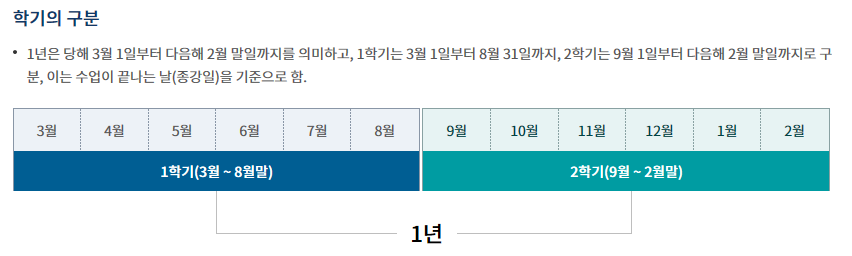 학기의 구분
• 1년은 당해 3월 1일부터 다음해 2월 말일까지를 의미하고, 1학기는 3월 1일부터 8월 31일까지, 2학기는 9월 1일부터 다음해 2월 말일까지로 구
분, 이는 수업이 끝나는 날(종강일)을 기준으로 함.
3월 4월 5월 6월 7월 8월 9월 10월 11월 12월 1월 2월
1학기(3월 ~ 8월말) 2학기(9월 ~ 2월말)
1년